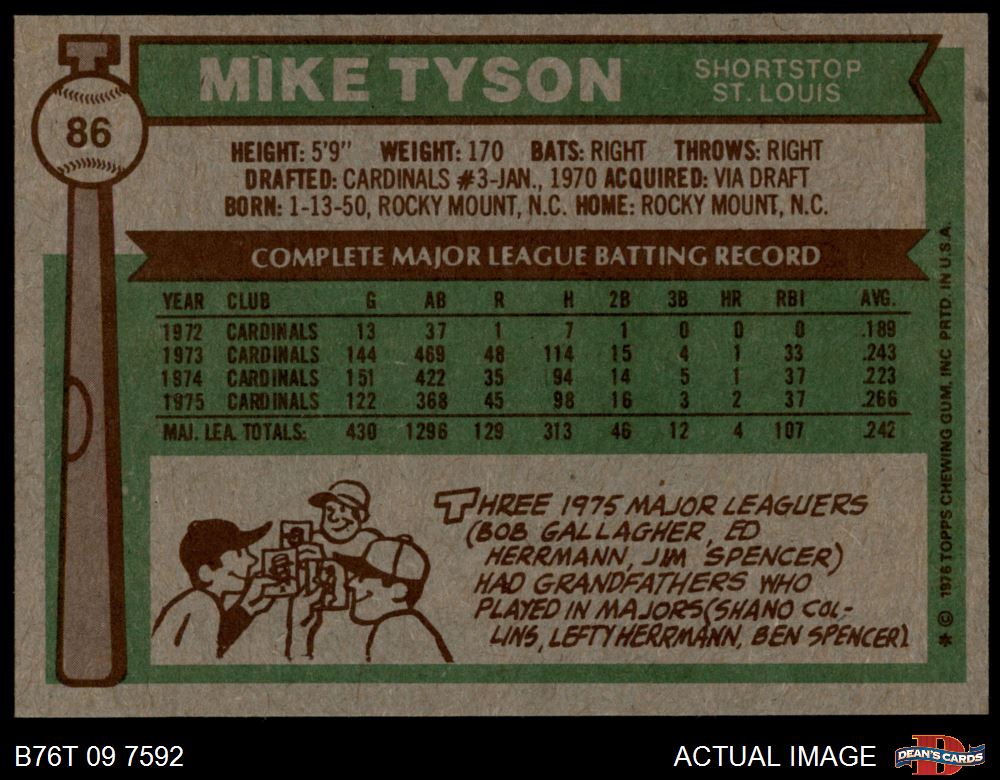 86
MIKE TYSON
SHORTSTOP
ST. LOUIS
HEIGHT: 5'9" WEIGHT: 170 BATS: RIGHT THROWS: RIGHT
DRAFTED: CARDINALS #3-JAN., 1970 ACQUIRED: VIA DRAFT
BORN: 1-13-50, ROCKY MOUNT, N.C. HOME: ROCKY MOUNT, N.C.
COMPLETE MAJOR LEAGUE BATTING RECORD
YEAR CLUB G AB R H 2B 3B HR RBI AVG.
1972 CARDINALS 13 37 1 7 1 0 0 0 .189
1973 CARDINALS 144 469 48 114 15 4 1 33 .243
1974 CARDINALS 151 422 35 94 14 5 1 37 .223
1975 CARDINALS 122 368 45 98 16 3 2 37 .266
MAJ. LEA. TOTALS: 430 1296 129 313 46 12 4 107 .242
THREE 1975 MAJOR LEAGUERS
(BOB GALLAGHER, ED
HERRMANN, JIM SPENCER)
HAD GRANDFATHERS WHO
PLAYED IN MAJORS (SHANO COL-
LINS, LEFTY HERRMANN, BEN SPENCER)
* © 1976 TOPPS CHEWING GUM, INC PRTD. IN U.S.A.
B76T 09 7592
ACTUAL IMAGE
D
DEAN'S CARDS